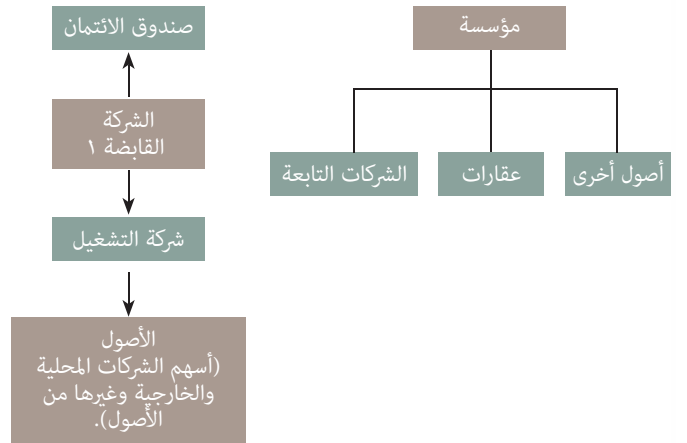 صندوق الائتمان
الشركة
القابضة ١
شركة التشغيل
الأصول
(أسهم الشركات المحلية
والخارجية وغيرها من
الأصول).
مؤسسة
أصول أخرى
عقارات
الشركات التابعة